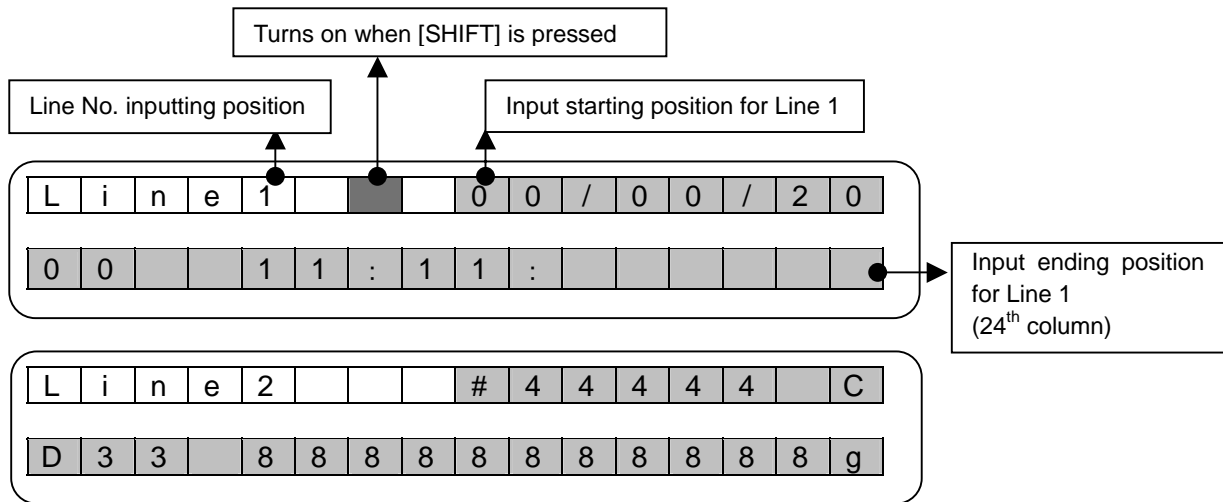 Turns on when [SHIFT] is pressed
Line No. inputting position
Input starting position for Line 1
L i n e 1 0 0 / 0 0 / 2 0
0 0 1 1 : 1 1 :
Input ending position
for Line 1
(24th column)
L i n e 2 # 4 4 4 4 4 C
D 3 3 8 8 8 8 8 8 8 8 8 8 8 g